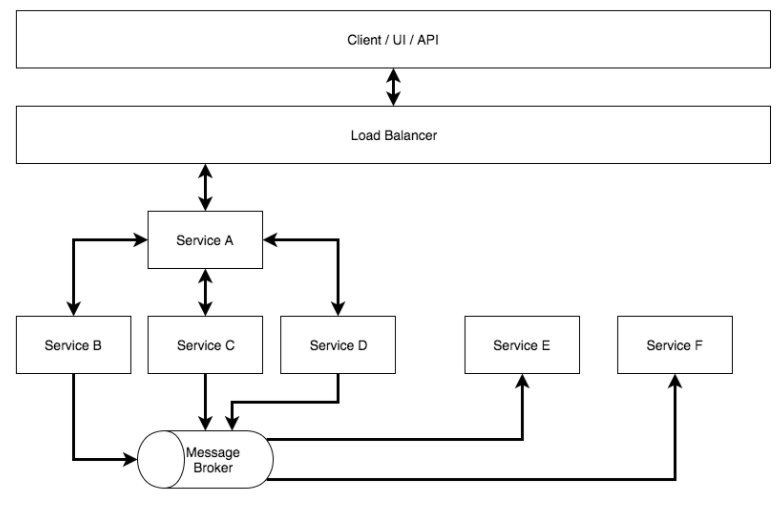 Client / UI / API
Load Balancer
Service A
Service B
Service C
Service D
Service E
Service F
Message
Broker